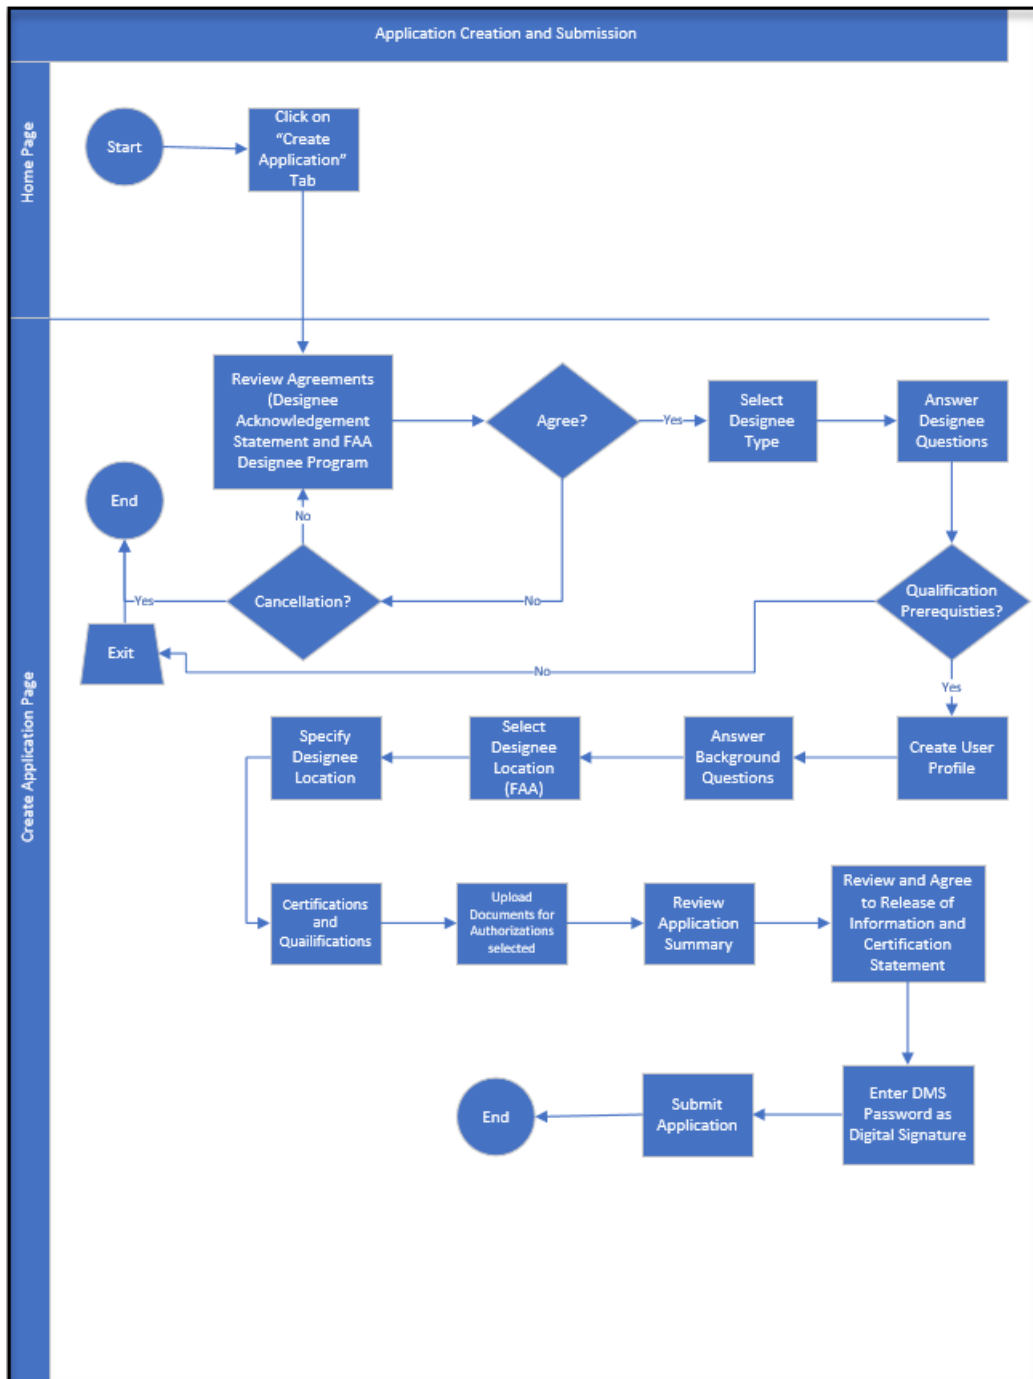 Application Creation and Submission
Home Page
Start
Click on
“Create
Application”
Tab
Create Application Page
Review Agreements
(Designee
Acknowledgement
Statement and FAA
Designee Program
Agree?
Yes
Select
Designee
Type
Answer
Designee
Questions
End
No
Cancellation?
Yes
No
Qualification
Prerequisties?
Exit
No
Yes
Specify
Designee
Location
Select
Designee
Location
(FAA)
Answer
Background
Questions
Create User
Profile
Certifications
and
Quailifications
Upload
Documents for
Authorizations
selected
Review
Application
Summary
Review and Agree
to Release of
Information and
Certification
Statement
End
Submit
Application
Enter DMS
Password as
Digital Signature